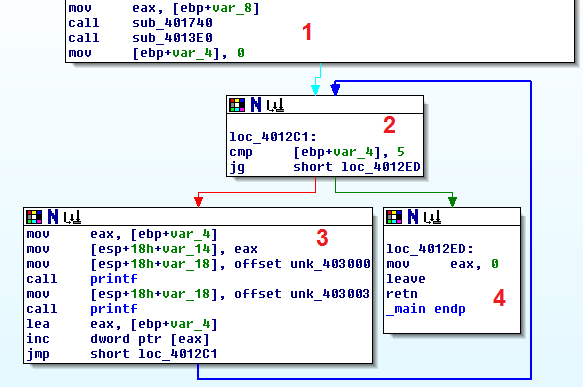 mov eax, [ebp+var_8]
call sub_401740
call sub_4013E0
mov [ebp+var_4], 0
1
2
loc_4012C1:
cmp [ebp+var_4], 5
jg short loc_4012ED
3
mov eax, [ebp+var_4]
mov [esp+18h+var_14], eax
mov [esp+18h+var_18], offset unk_403000
call printf
mov [esp+18h+var_18], offset unk_403003
call printf
lea eax, [ebp+var_4]
inc dword ptr [eax]
jmp short loc_4012C1
loc_4012ED:
mov eax, 0
leave
retn
_main endp
4